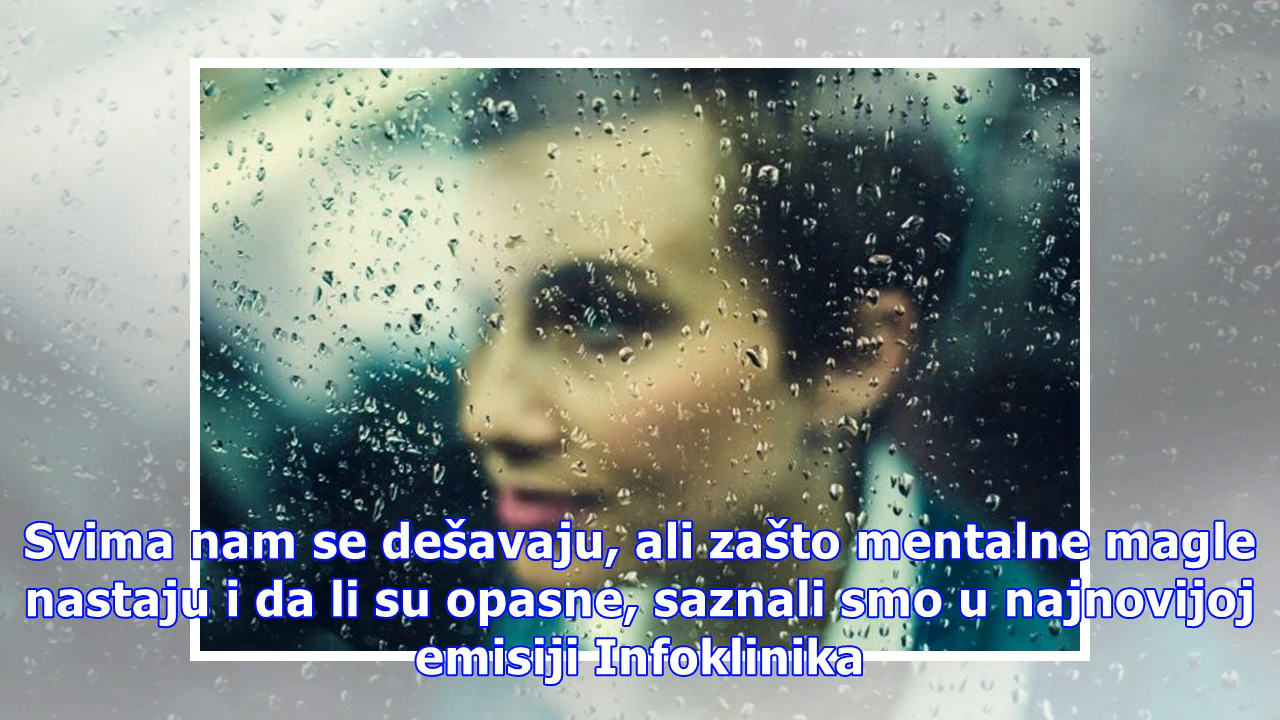 Svima nam se dešavaju, ali zašto mentalne magle
nastaju i da li su opasne, saznali smo u najnovijoj
emisiji Infoklinika